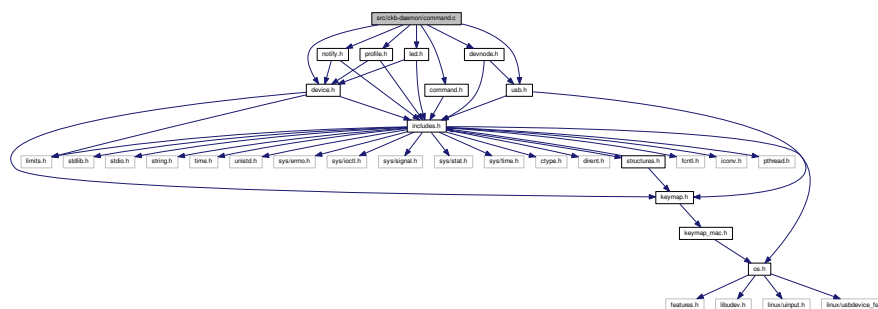 src/ckb-daemon/command.c
notify.h
profile.h
led.h
devnode.h
device.h
command.h
usb.h
includes.h
limits.h
stdlib.h
stdio.h
string.h
time.h
unistd.h
sys/errno.h
sys/ioctl.h
sys/signal.h
sys/stat.h
sys/time.h
ctype.h
dirent.h
structures.h
fcntl.h
iconv.h
pthread.h
keymap.h
keymap_mac.h
os.h
features.h
libudev.h
linux/uinput.h
linux/usbdevice_fs